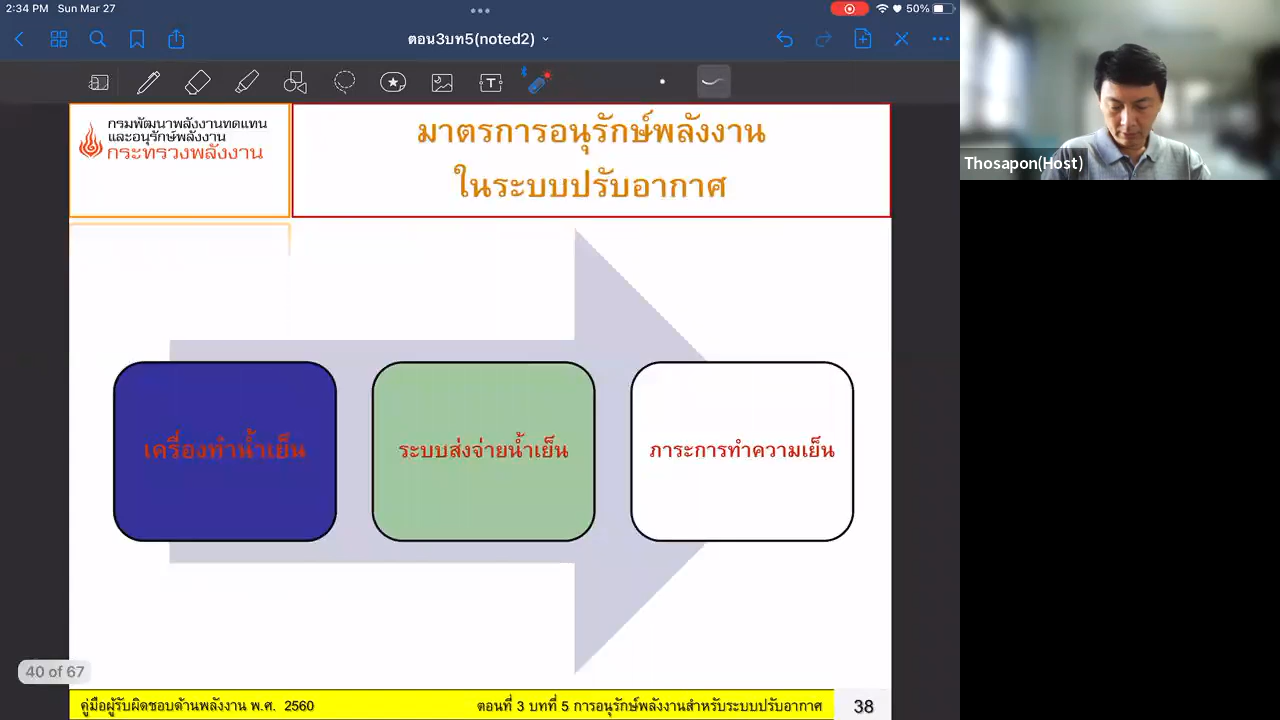 2:34 PM Sun Mar 27
50%
ตอน3บท5(noted2)
T
กรมพัฒนาพลังงานทดแทน
และอนุรักษ์พลังงาน
กระทรวงพลังงาน
มาตรการอนุรักษ์พลังงาน
ในระบบปรับอากาศ
Thosapon(Host)
เครื่องทำน้ำเย็น
ระบบส่งจ่ายน้ำเย็น
ภาระการทำความเย็น
40 of 67
คู่มือผู้รับผิดชอบด้านพลังงาน พ.ศ. 2560
ตอนที่ 3 บทที่ 5 การอนุรักษ์พลังงานสำหรับระบบปรับอากาศ
38